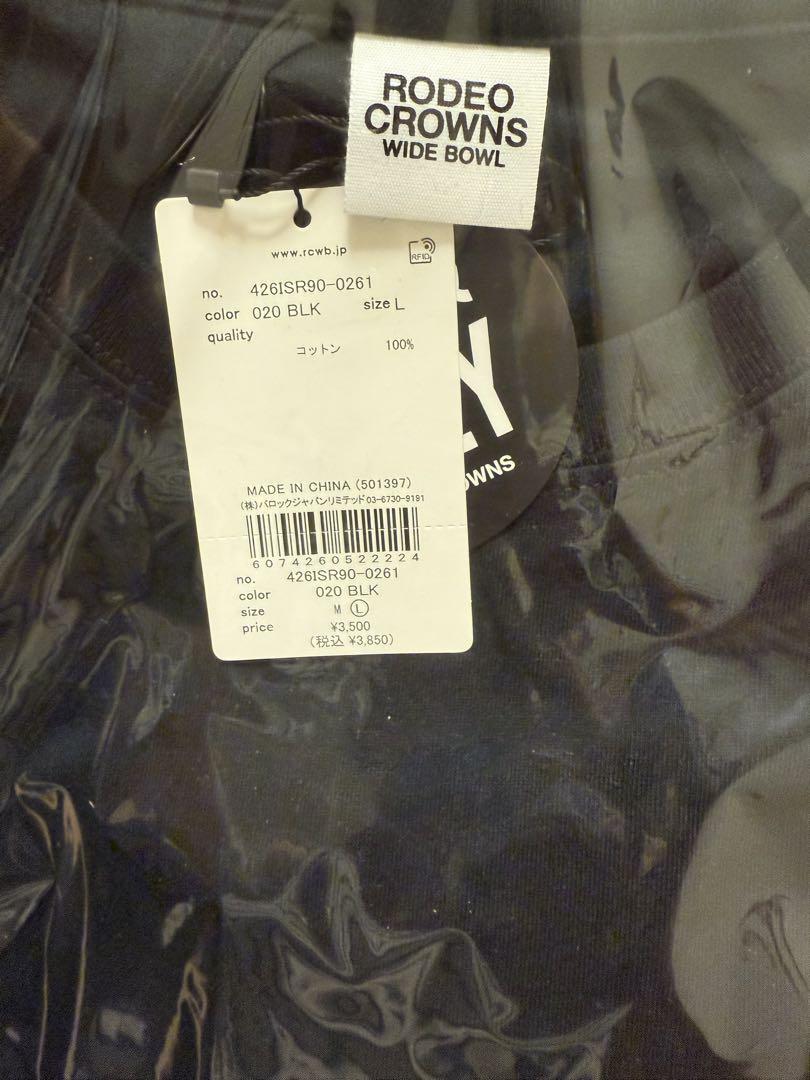 RODEO
CROWNS
WIDE BOWL
www.rcwb.jp
RFID
no. 426ISR90-0261
color 020 BLK size L
quality
コットン 100%
MADE IN CHINA (501397)
(株)バロックジャパンリミテッド03-6730-9191
6074260522224
no. 426ISR90-0261
color 020 BLK
size M Ⓛ
price ¥3,500
(税込 ¥3,850)